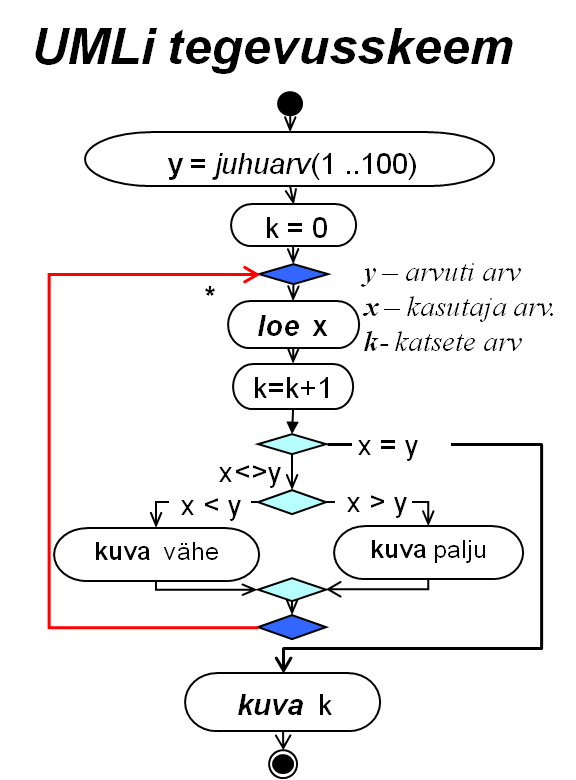 UMLi tegevusskeem
y = juhuarv(1 ..100)
k = 0
y – arvuti arv
*
x – kasutaja arv.
loe x
k- katsete arv
k=k+1
x = y
x<>y
x < y
x > y
kuva vähe
kuva palju
kuva k